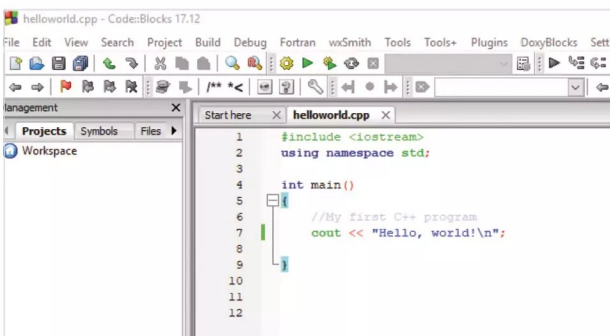 helloworld.cpp - Code::Blocks 17.12
File Edit View Search Project Build Debug Fortran wxSmith Tools Tools+ Plugins DoxyBlocks Sett
/** *<
lanagement
Projects Symbols Files
Workspace
Start here helloworld.cpp
1 #include <iostream>
2 using namespace std;
3
4 int main()
5 {
6 //My first C++ program
7 cout << "Hello, world!\n";
8
9 }
10
11
12